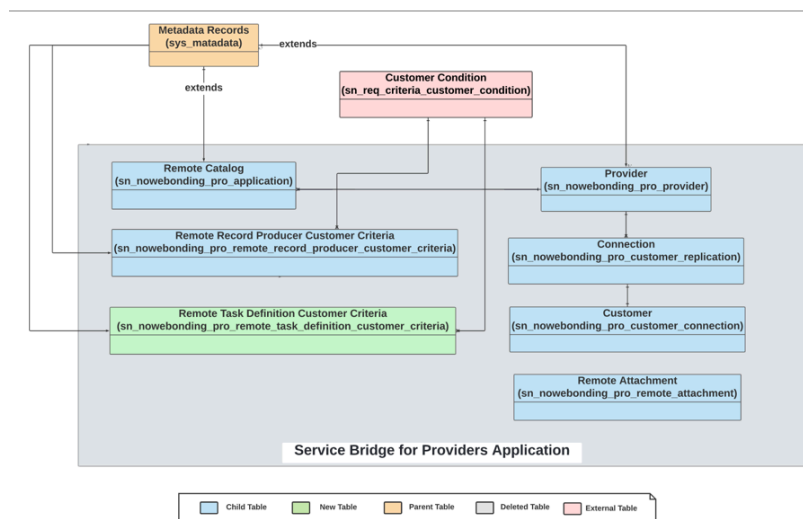 Metadata Records
(sys_matadata)
extends
extends
Customer Condition
(sn_req_criteria_customer_condition)
Remote Catalog
(sn_nowebonding_pro_application)
Provider
(sn_nowebonding_pro_provider)
Remote Record Producer Customer Criteria
(sn_nowebonding_pro_remote_record_producer_customer_criteria)
Connection
(sn_nowebonding_pro_customer_replication)
Remote Task Definition Customer Criteria
(sn_nowebonding_pro_remote_task_definition_customer_criteria)
Customer
(sn_nowebonding_pro_customer_connection)
Remote Attachment
(sn_nowebonding_pro_remote_attachment)
Service Bridge for Providers Application
Child Table
New Table
Parent Table
Deleted Table
External Table